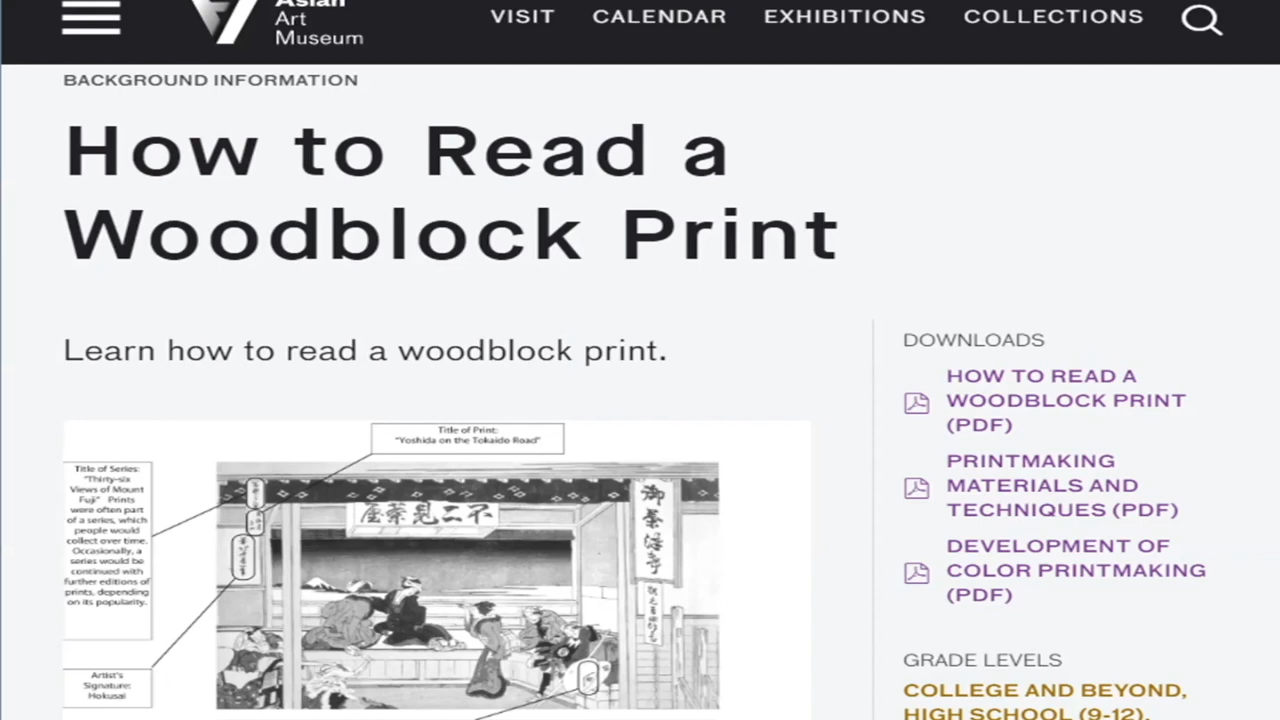 Asian
Art
Museum
VISIT
CALENDAR
EXHIBITIONS
COLLECTIONS
BACKGROUND INFORMATION
How to Read a
Woodblock Print
Learn how to read a woodblock print.
Title of Print:
"Yoshida on the Tokaido Road"
Title of Series:
"Thirty-six
Views of Mount
Fuji" Prints
were often part
of a series, which
people would
collect over time.
Occasionally, a
series would be
continued with
further editions of
prints, depending
on its popularity.
Artist's
Signature:
Hokusai
屋茶見二不
御茶漬
DOWNLOADS
HOW TO READ A
WOODBLOCK PRINT
(PDF)
PRINTMAKING
MATERIALS AND
TECHNIQUES (PDF)
DEVELOPMENT OF
COLOR PRINTMAKING
(PDF)
GRADE LEVELS
COLLEGE AND BEYOND,
HIGH SCHOOL (9-12),